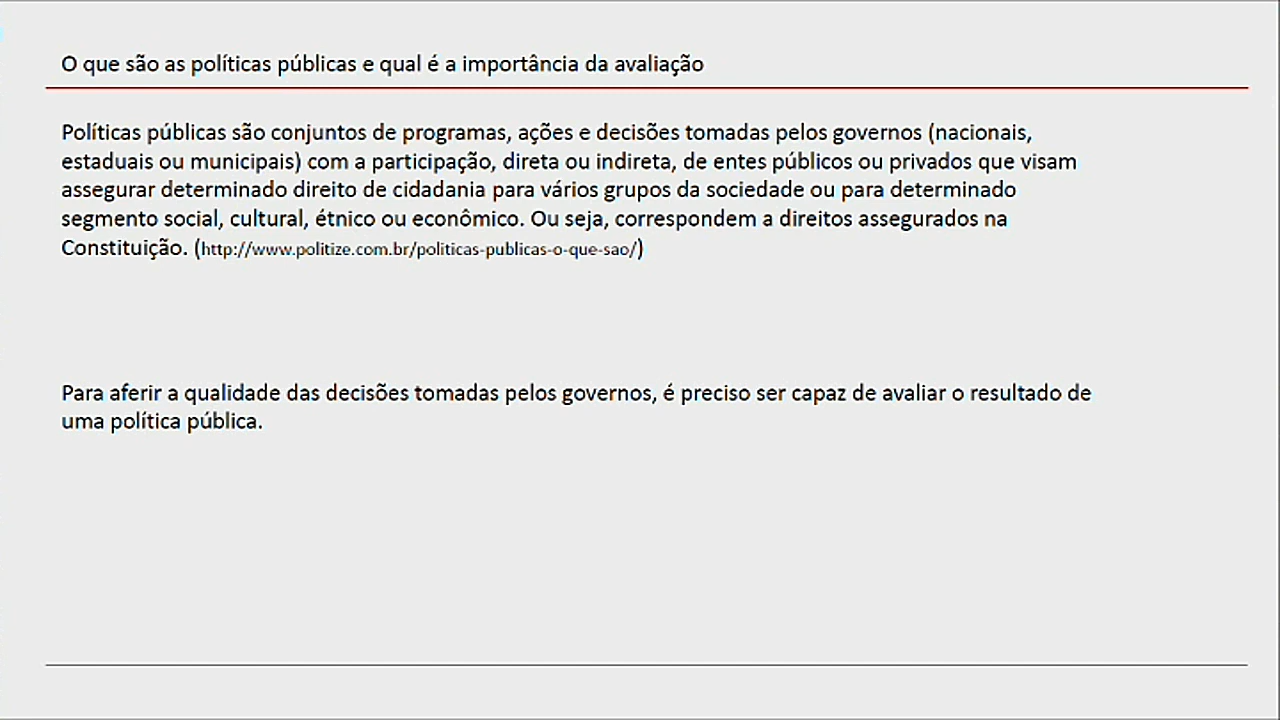 O que são as políticas públicas e qual é a importância da avaliação
Políticas públicas são conjuntos de programas, ações e decisões tomadas pelos governos (nacionais,
estaduais ou municipais) com a participação, direta ou indireta, de entes públicos ou privados que visam
assegurar determinado direito de cidadania para vários grupos da sociedade ou para determinado
segmento social, cultural, étnico ou econômico. Ou seja, correspondem a direitos assegurados na
Constituição. (http://www.politize.com.br/politicas-publicas-o-que-sao/)
Para aferir a qualidade das decisões tomadas pelos governos, é preciso ser capaz de avaliar o resultado de
uma política pública.